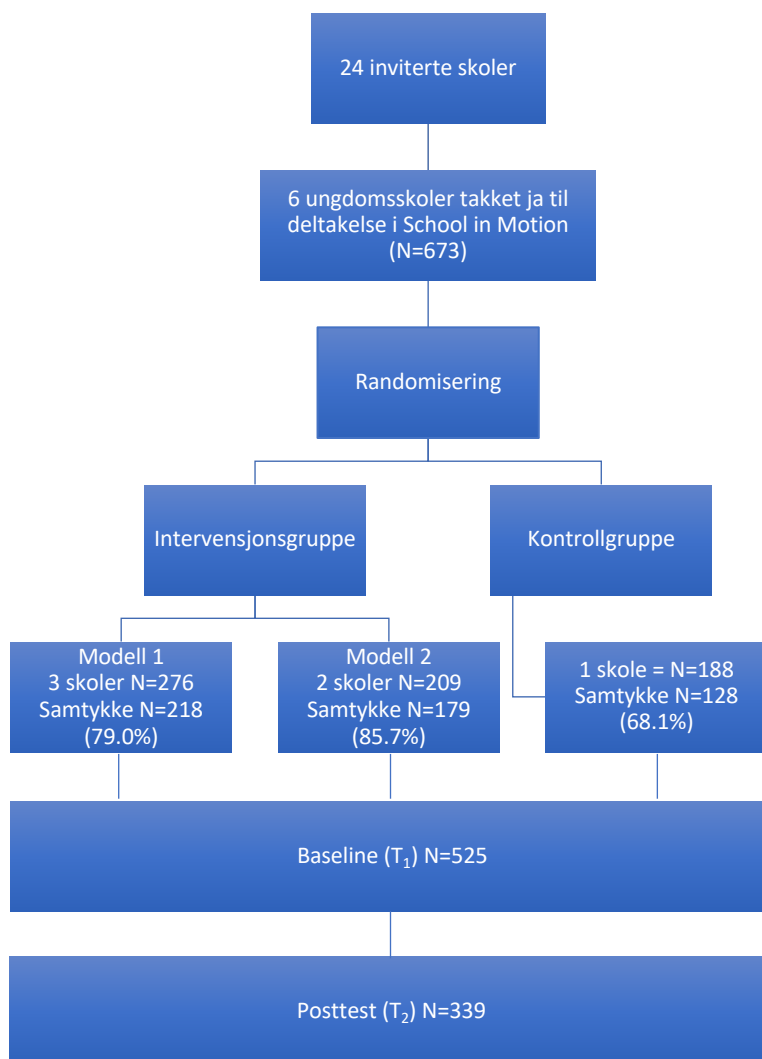 24 inviterte skoler
6 ungdomsskoler takket ja til
deltakelse i School in Motion
(N=673)
Randomisering
Intervensjonsgruppe
Kontrollgruppe
Modell 1
3 skoler N=276
Samtykke N=218
(79.0%)
Modell 2
2 skoler N=209
Samtykke N=179
(85.7%)
1 skole = N=188
Samtykke N=128
(68.1%)
Baseline (T₁) N=525
Posttest (T₂) N=339